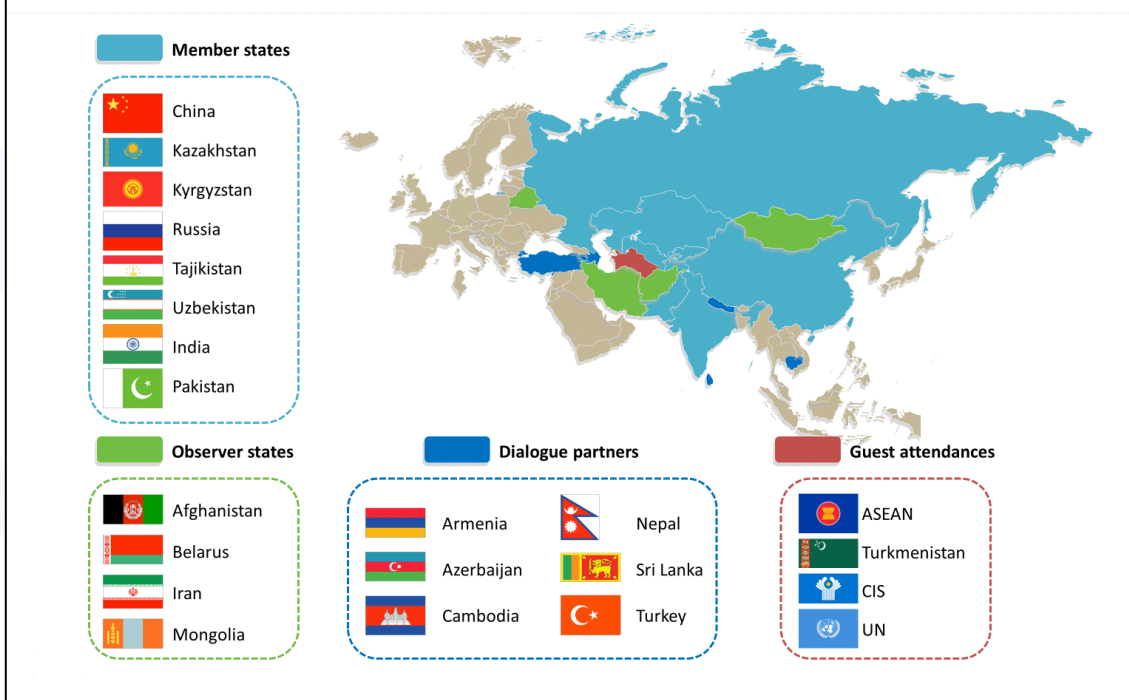 Member states
China
Kazakhstan
Kyrgyzstan
Russia
Tajikistan
Uzbekistan
India
Pakistan
Observer states
Afghanistan
Belarus
Iran
Mongolia
Dialogue partners
Armenia
Azerbaijan
Cambodia
Nepal
Sri Lanka
Turkey
Guest attendances
ASEAN
Turkmenistan
CIS
UN